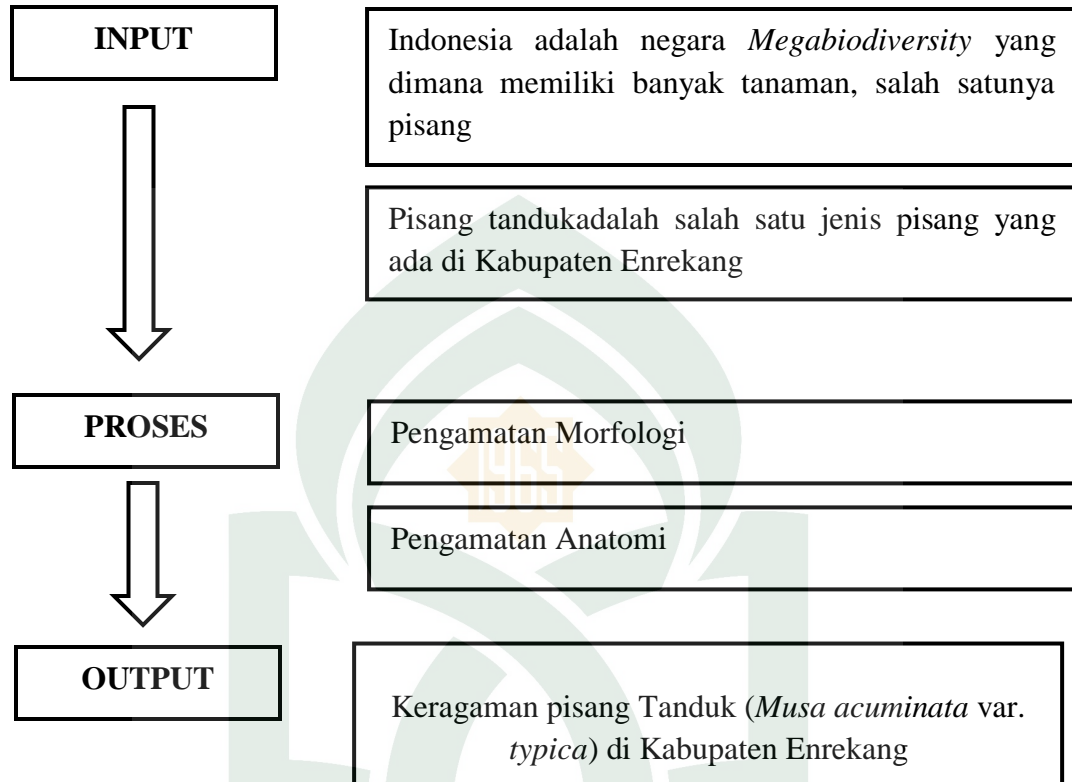 INPUT
Indonesia adalah negara Megabiodiversity yang
dimana memiliki banyak tanaman, salah satunya
pisang
Pisang tandukadalah salah satu jenis pisang yang
ada di Kabupaten Enrekang
PROSES
Pengamatan Morfologi
1965
Pengamatan Anatomi
OUTPUT
Keragaman pisang Tanduk (Musa acuminata var.
typica) di Kabupaten Enrekang